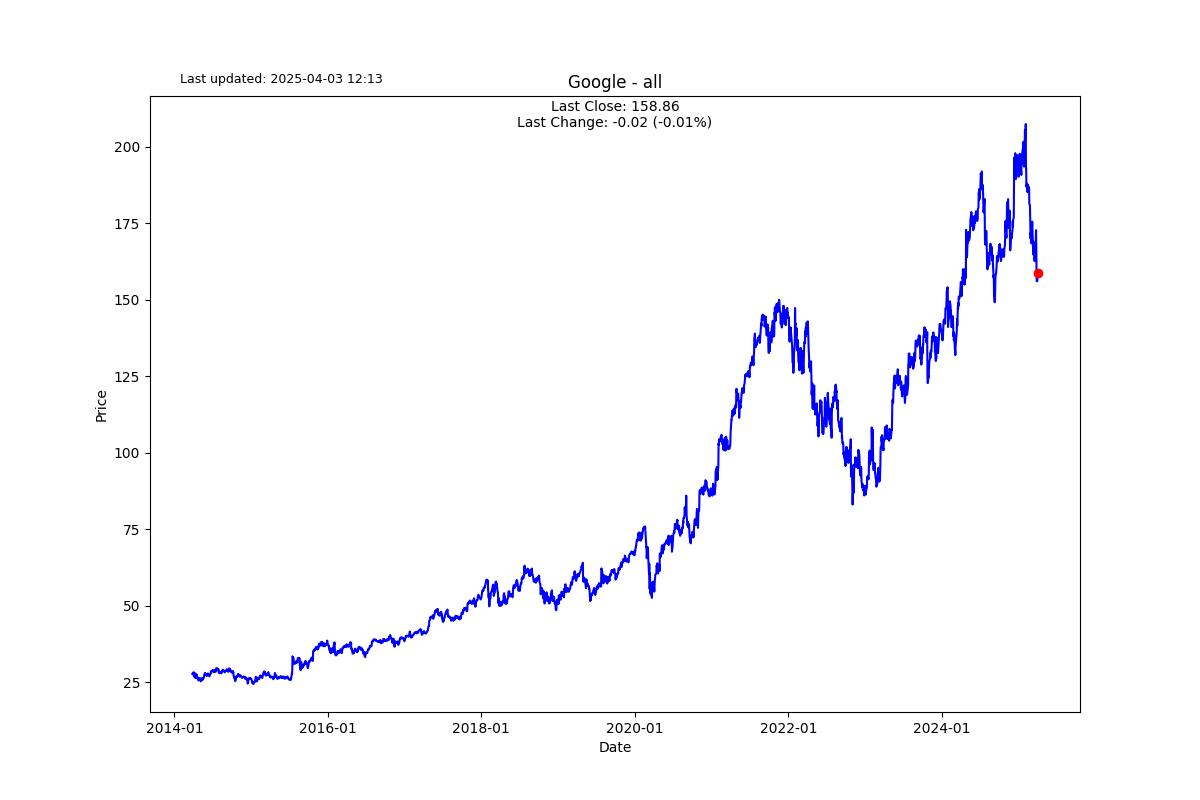 Last updated: 2025-04-03 12:13
Google - all
Last Close: 158.86
Last Change: -0.02 (-0.01%)
200
175
150
125
100
75
50
25
Price
2014-01 2016-01 2018-01 2020-01 2022-01 2024-01
Date